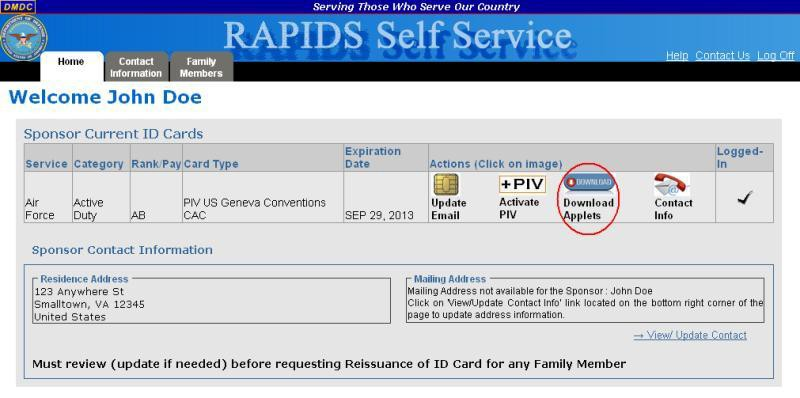 DMDC
Serving Those Who Serve Our Country
RAPIDS Self Service
Help Contact Us Log Off
Home
Contact Information
Family Members
Welcome John Doe
Sponsor Current ID Cards
Service Category Rank/Pay Card Type Expiration Date Actions (Click on image) Logged-In
Air Force Active Duty AB PIV US Geneva Conventions CAC SEP 29, 2013
Update Email
+PIV
Activate PIV
DOWNLOAD
Download Applets
Contact Info
Sponsor Contact Information
Residence Address
123 Anywhere St
Smalltown, VA 12345
United States
Mailing Address
Mailing Address not available for the Sponsor : John Doe
Click on 'View/Update Contact Info' link located on the bottom right corner of the
page to update address information.
→ View/ Update Contact
Must review (update if needed) before requesting Reissuance of ID Card for any Family Member